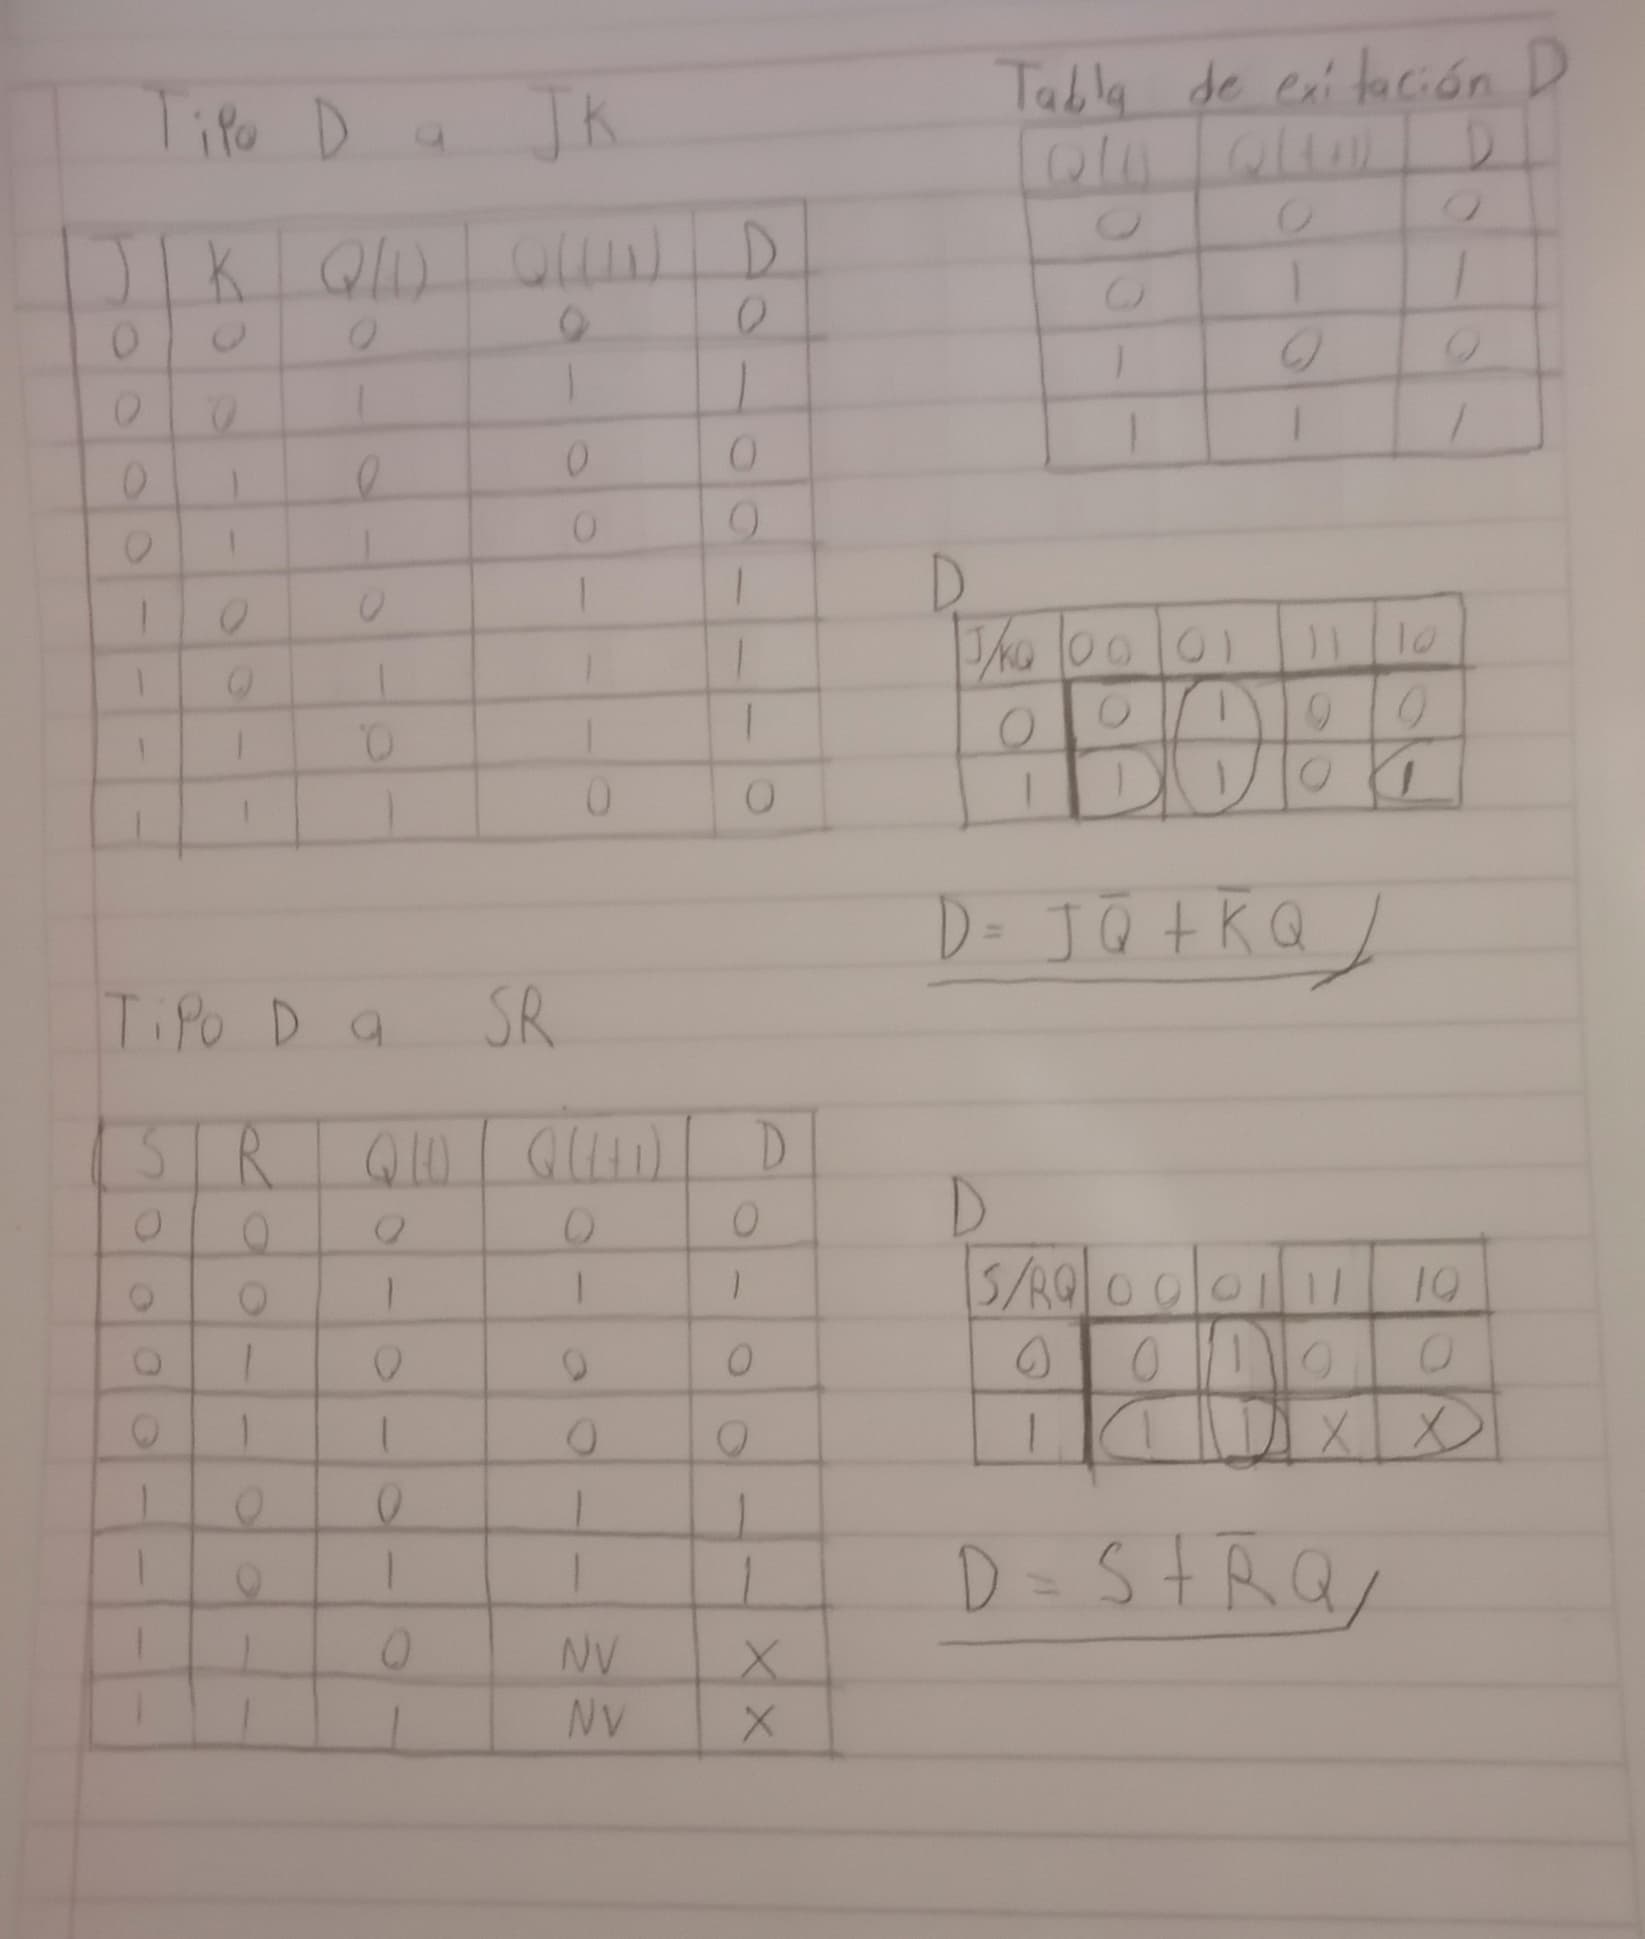 Tipo D a JK
J K Q(t) Q(t+1) D
0 0 0 0 0
0 0 1 1 1
0 1 0 0 0
0 1 1 0 0
1 0 0 1 1
1 0 1 1 1
1 1 0 1 1
1 1 1 0 0
Tabla de exitación D
Q(t) Q(t+1) D
0 0 0
0 1 1
1 0 0
1 1 1
D
J/KQ 00 01 11 10
0 0 1 0 0
1 1 1 0 1
D = JQ̅ + K̅Q
Tipo D a SR
S R Q(t) Q(t+1) D
0 0 0 0 0
0 0 1 1 1
0 1 0 0 0
0 1 1 0 0
1 0 0 1 1
1 0 1 1 1
1 1 0 NV X
1 1 1 NV X
D
S/RQ 00 01 11 10
0 0 1 0 0
1 1 1 X X
D = S + R̅Q